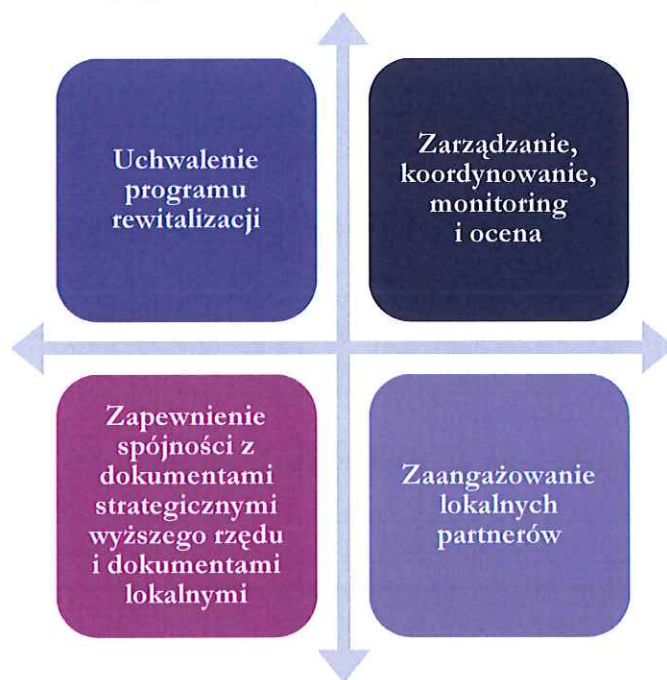 Uchwalenie
programu
rewitalizacji
Zarządzanie,
koordynowanie,
monitoring
i ocena
Zapewnienie
spójności z
dokumentami
strategicznymi
wyższego rzędu
i dokumentami
lokalnymi
Zaangażowanie
lokalnych
partnerów